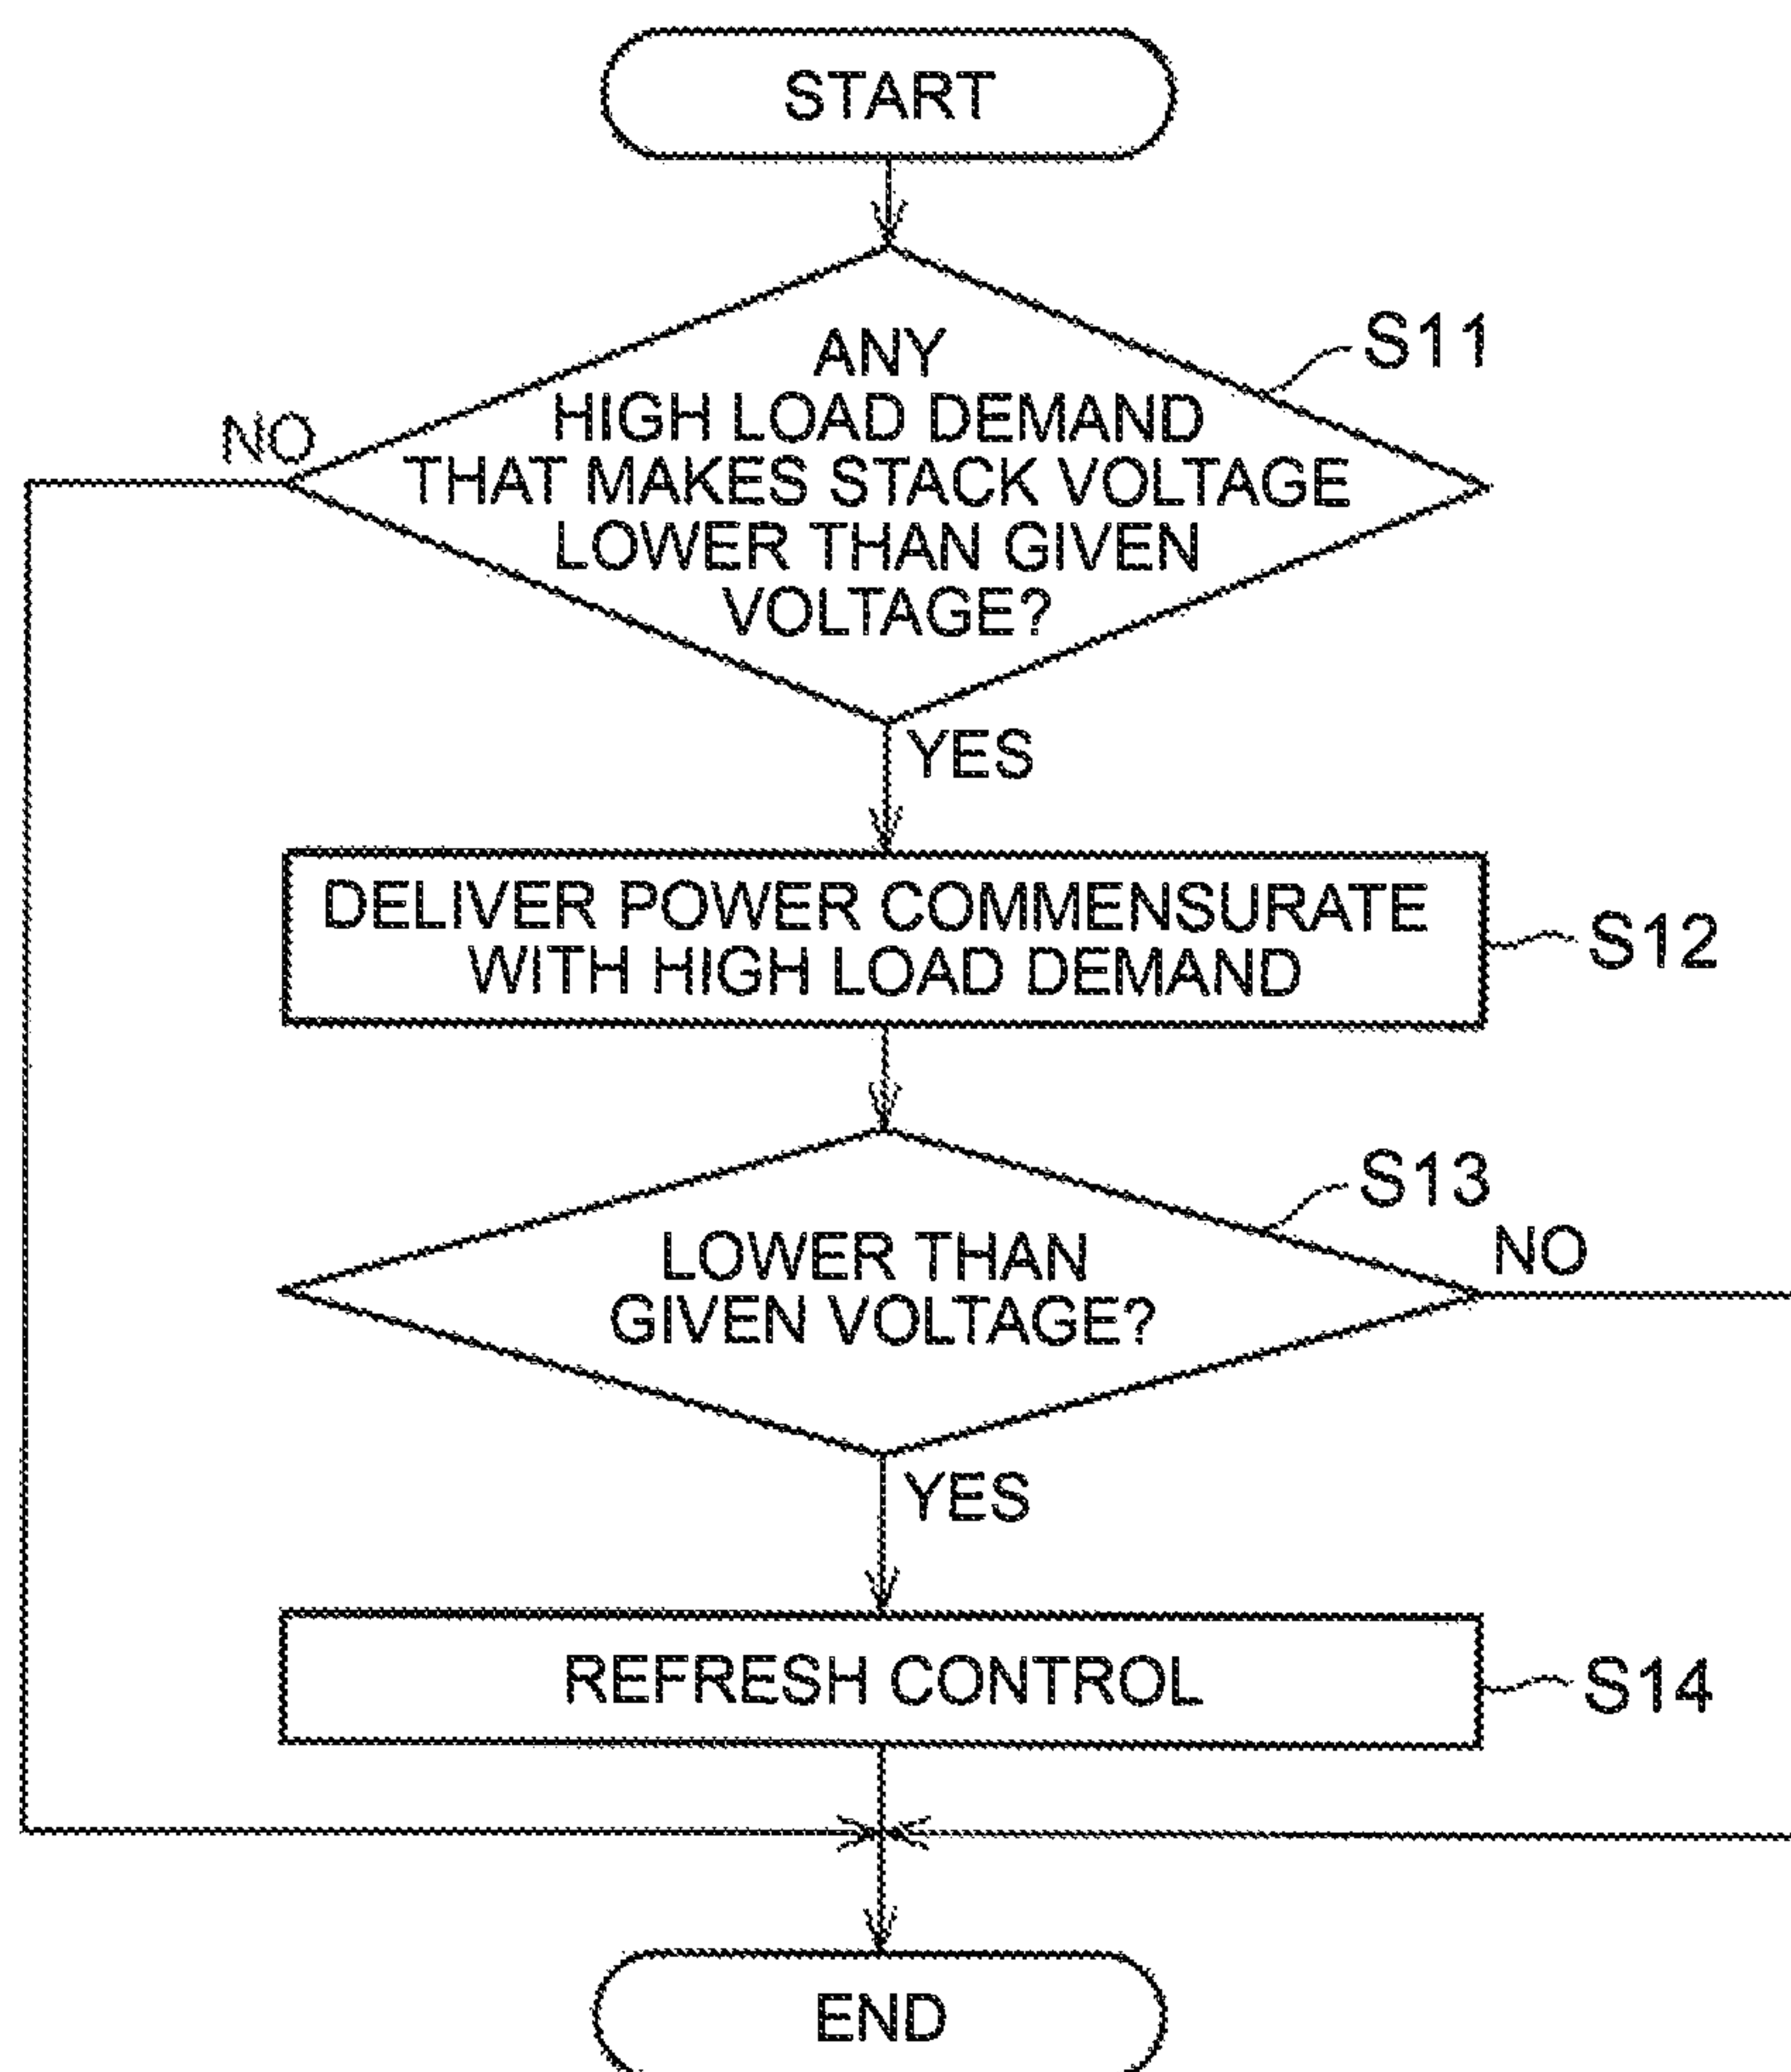 START
ANY
HIGH LOAD DEMAND
THAT MAKES STACK VOLTAGE
LOWER THAN GIVEN
VOLTAGE?
S11
NO
YES
DELIVER POWER COMMENSURATE
WITH HIGH LOAD DEMAND
S12
LOWER THAN
GIVEN VOLTAGE?
S13
NO
YES
REFRESH CONTROL
S14
END